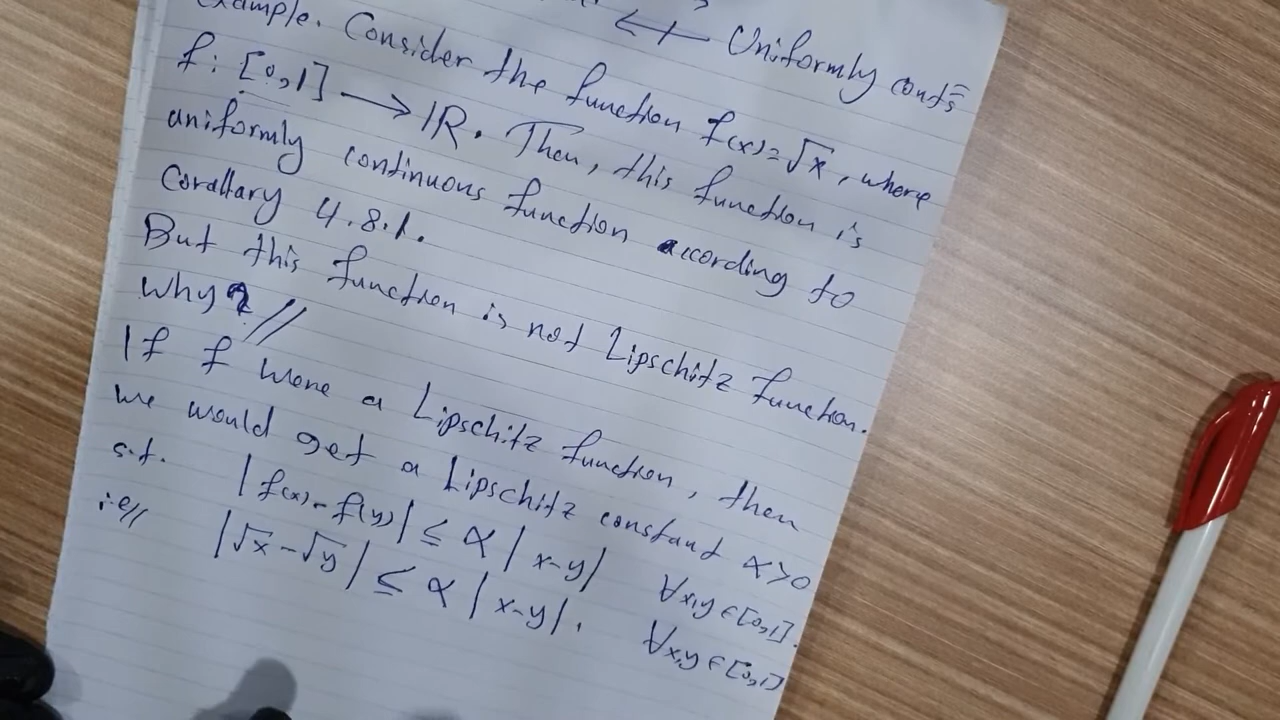 ⟷̸ Uniformly conts
Example. Consider the function f(x)=√x, where
f: [0,1] → IR. Then, this function is
uniformly continuous function according to
Corallary 4.8.1.
But this function is not Lipschitz function.
Why? //
If f were a Lipschitz function, then
we would get a Lipschitz constant α>0
s.t. |f(x)-f(y)| ≤ α |x-y| ∀x,y∈[0,1].
i.e// |√x-√y| ≤ α |x-y|. ∀x,y∈[0,1]